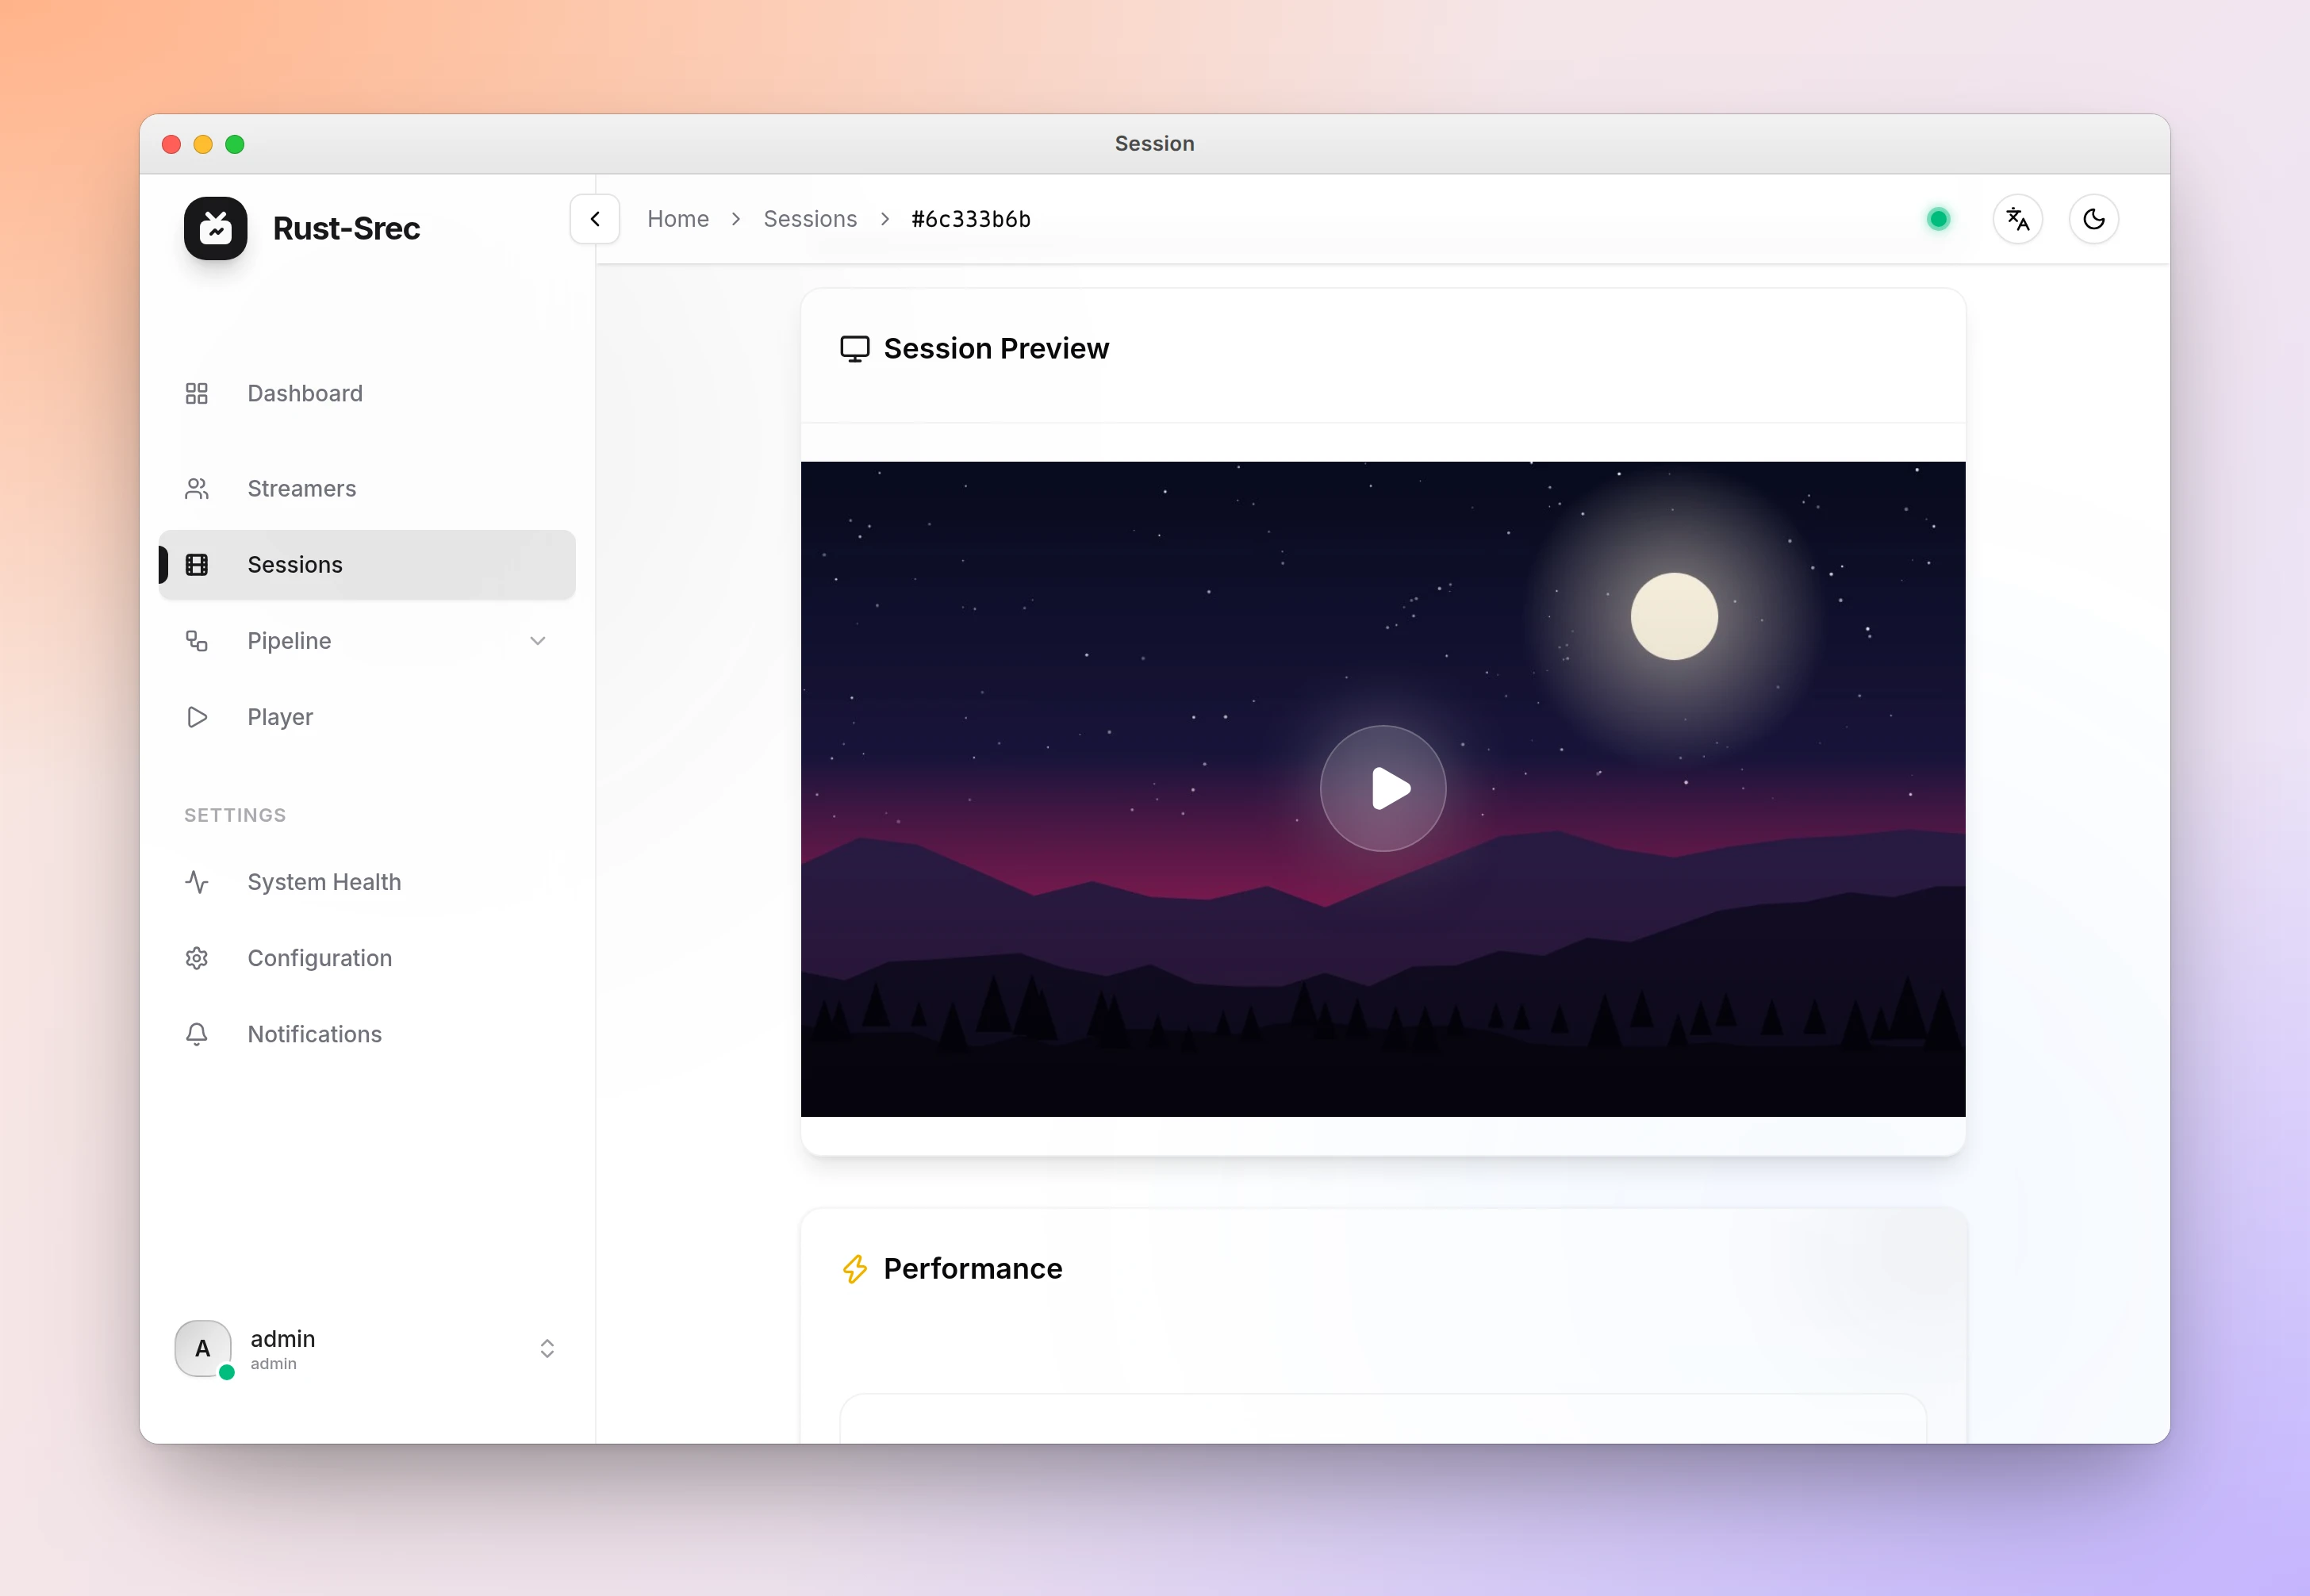 Session
Rust-Srec
Home
Sessions
#6c333b6b
Dashboard
Streamers
Sessions
Pipeline
Player
SETTINGS
System Health
Configuration
Notifications
A
admin
admin
Session Preview
Performance